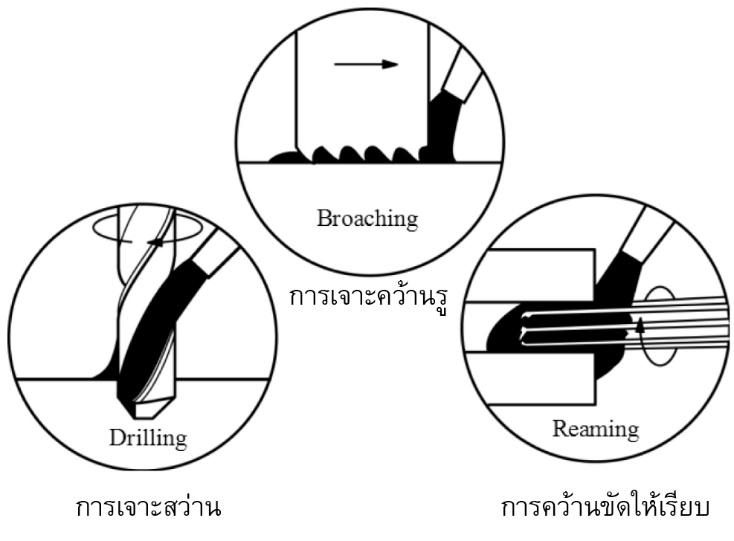 Broaching
การเจาะคว้านรู
Drilling
การเจาะสว่าน
Reaming
การคว้านขัดให้เรียบ